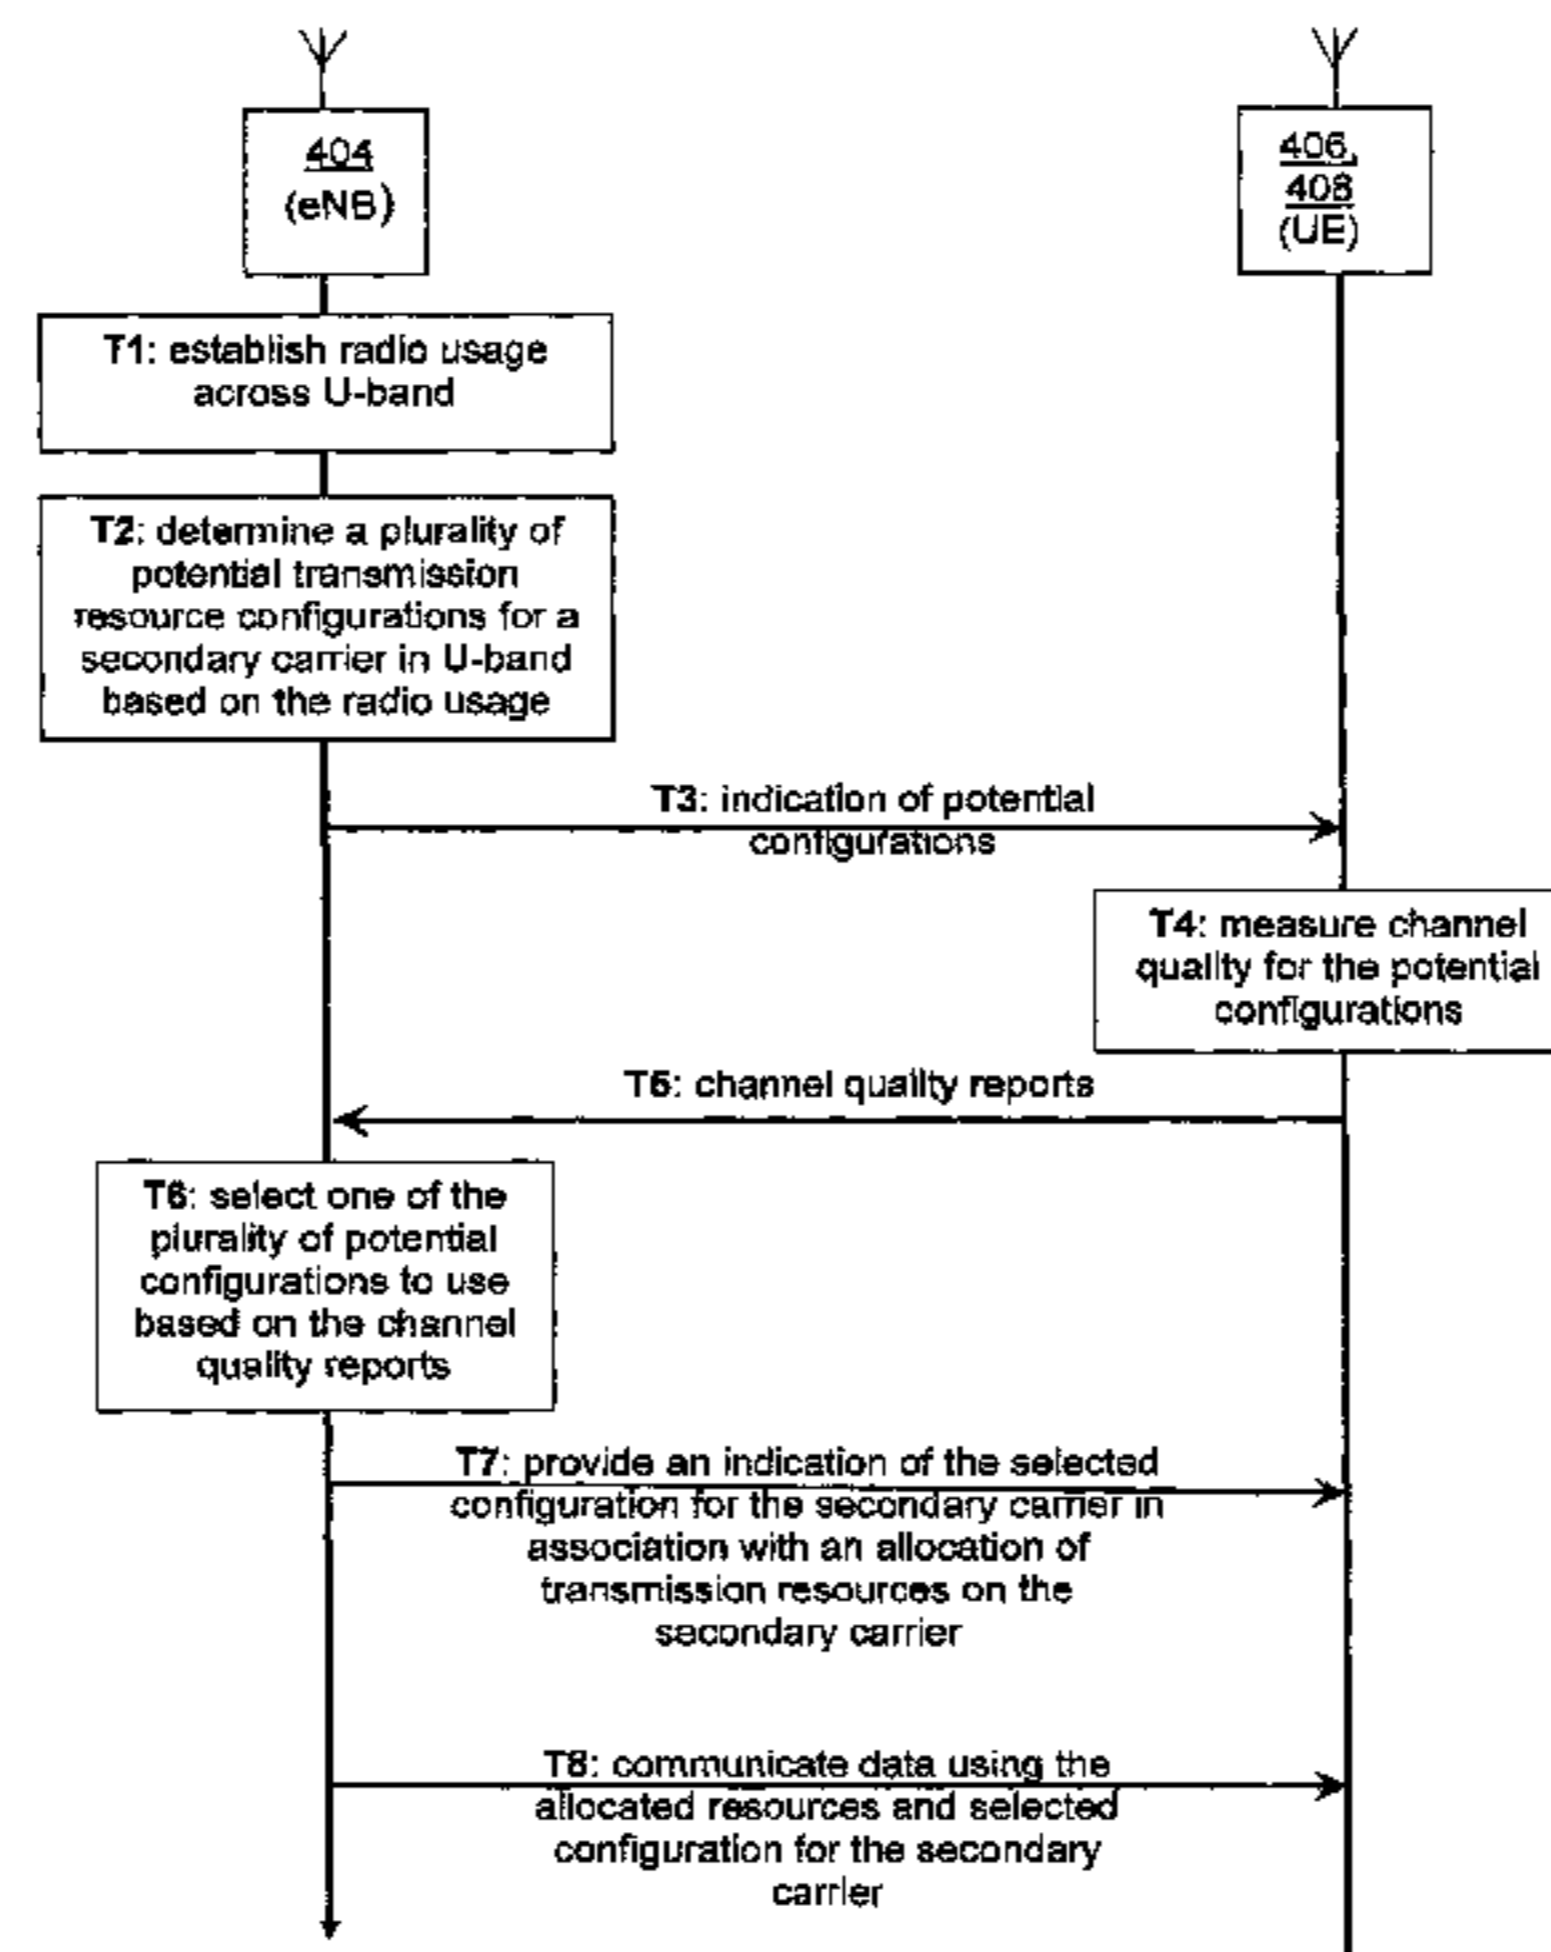 404
(eNB)
406,
408
(UE)
T1: establish radio usage
across U-band
T2: determine a plurality of
potential transmission
resource configurations for a
secondary carrier in U-band
based on the radio usage
T3: indication of potential
configurations
T4: measure channel
quality for the potential
configurations
T5: channel quality reports
T6: select one of the
plurality of potential
configurations to use
based on the channel
quality reports
T7: provide an indication of the selected
configuration for the secondary carrier in
association with an allocation of
transmission resources on the
secondary carrier
T8: communicate data using the
allocated resources and selected
configuration for the secondary
carrier